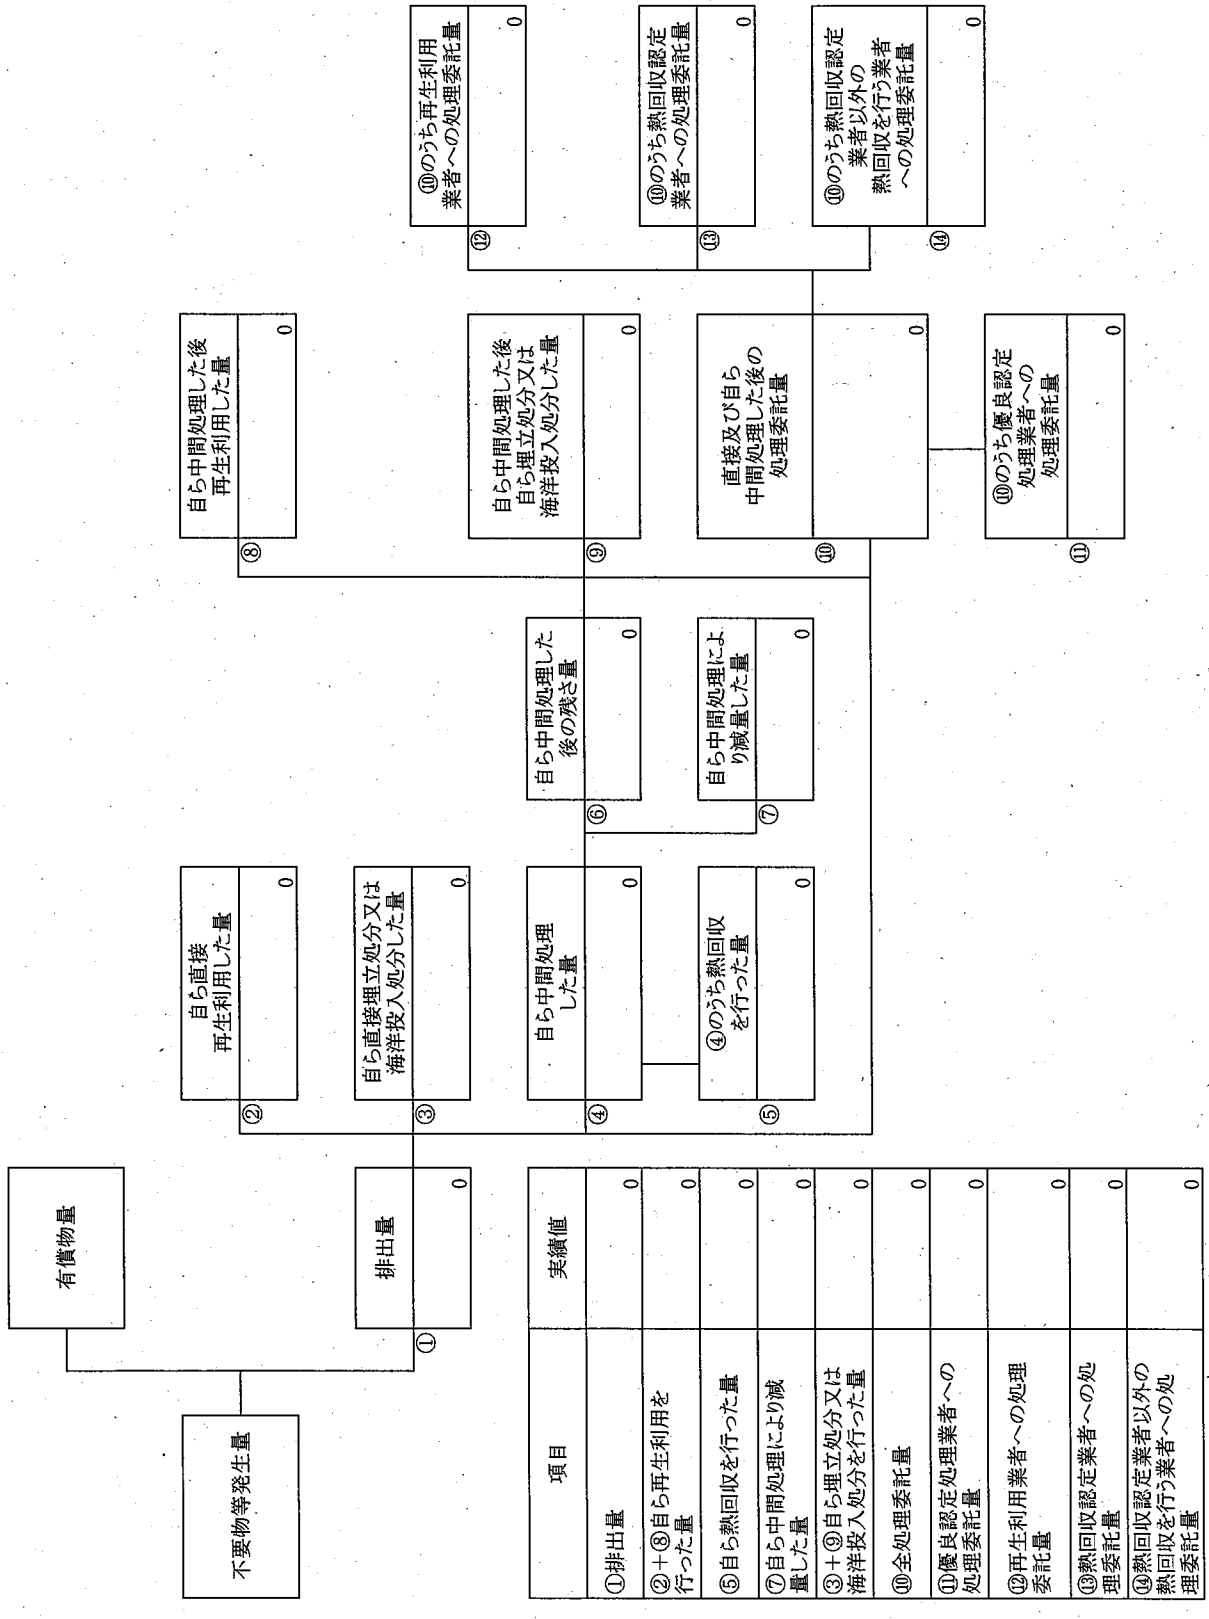 不要物等発生量
有償物量
排出量
①
0
自ら直接
再生利用した量
②
0
自ら直接埋立処分又は
海洋投入処分した量
③
0
自ら中間処理
した量
④
0
④のうち熱回収
を行った量
⑤
0
自ら中間処理した
後の残さ量
⑥
0
自ら中間処理によ
り減量した量
⑦
0
自ら中間処理した後
再生利用した量
⑧
0
自ら中間処理した後
自ら埋立処分又は
海洋投入処分した量
⑨
0
直接及び自ら
中間処理した後の
処理委託量
⑩
0
⑩のうち優良認定
処理業者への
処理委託量
⑪
0
⑩のうち再生利用
業者への処理委託量
⑫
0
⑩のうち熱回収認定
業者への処理委託量
⑬
0
⑩のうち熱回収認定
業者以外の
熱回収を行う業者
への処理委託量
⑭
0
項目 実績値
①排出量 0
②+⑧自ら再生利用を
行った量 0
⑤自ら熱回収を行った量 0
⑦自ら中間処理により減
量した量 0
③+⑨自ら埋立処分又は
海洋投入処分を行った量 0
⑩全処理委託量 0
⑪優良認定処理業者への
処理委託量 0
⑫再生利用業者への処理
委託量 0
⑬熱回収認定業者への処
理委託量 0
⑭熱回収認定業者以外の
熱回収を行う業者への処
理委託量 0